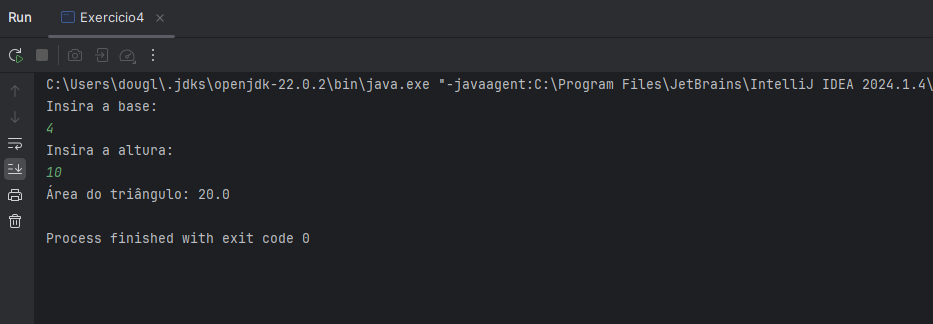 Run
Exercicio4
C:\Users\dougl\.jdks\openjdk-22.0.2\bin\java.exe "-javaagent:C:\Program Files\JetBrains\IntelliJ IDEA 2024.1.4\
Insira a base:
4
Insira a altura:
10
Área do triângulo: 20.0
Process finished with exit code 0